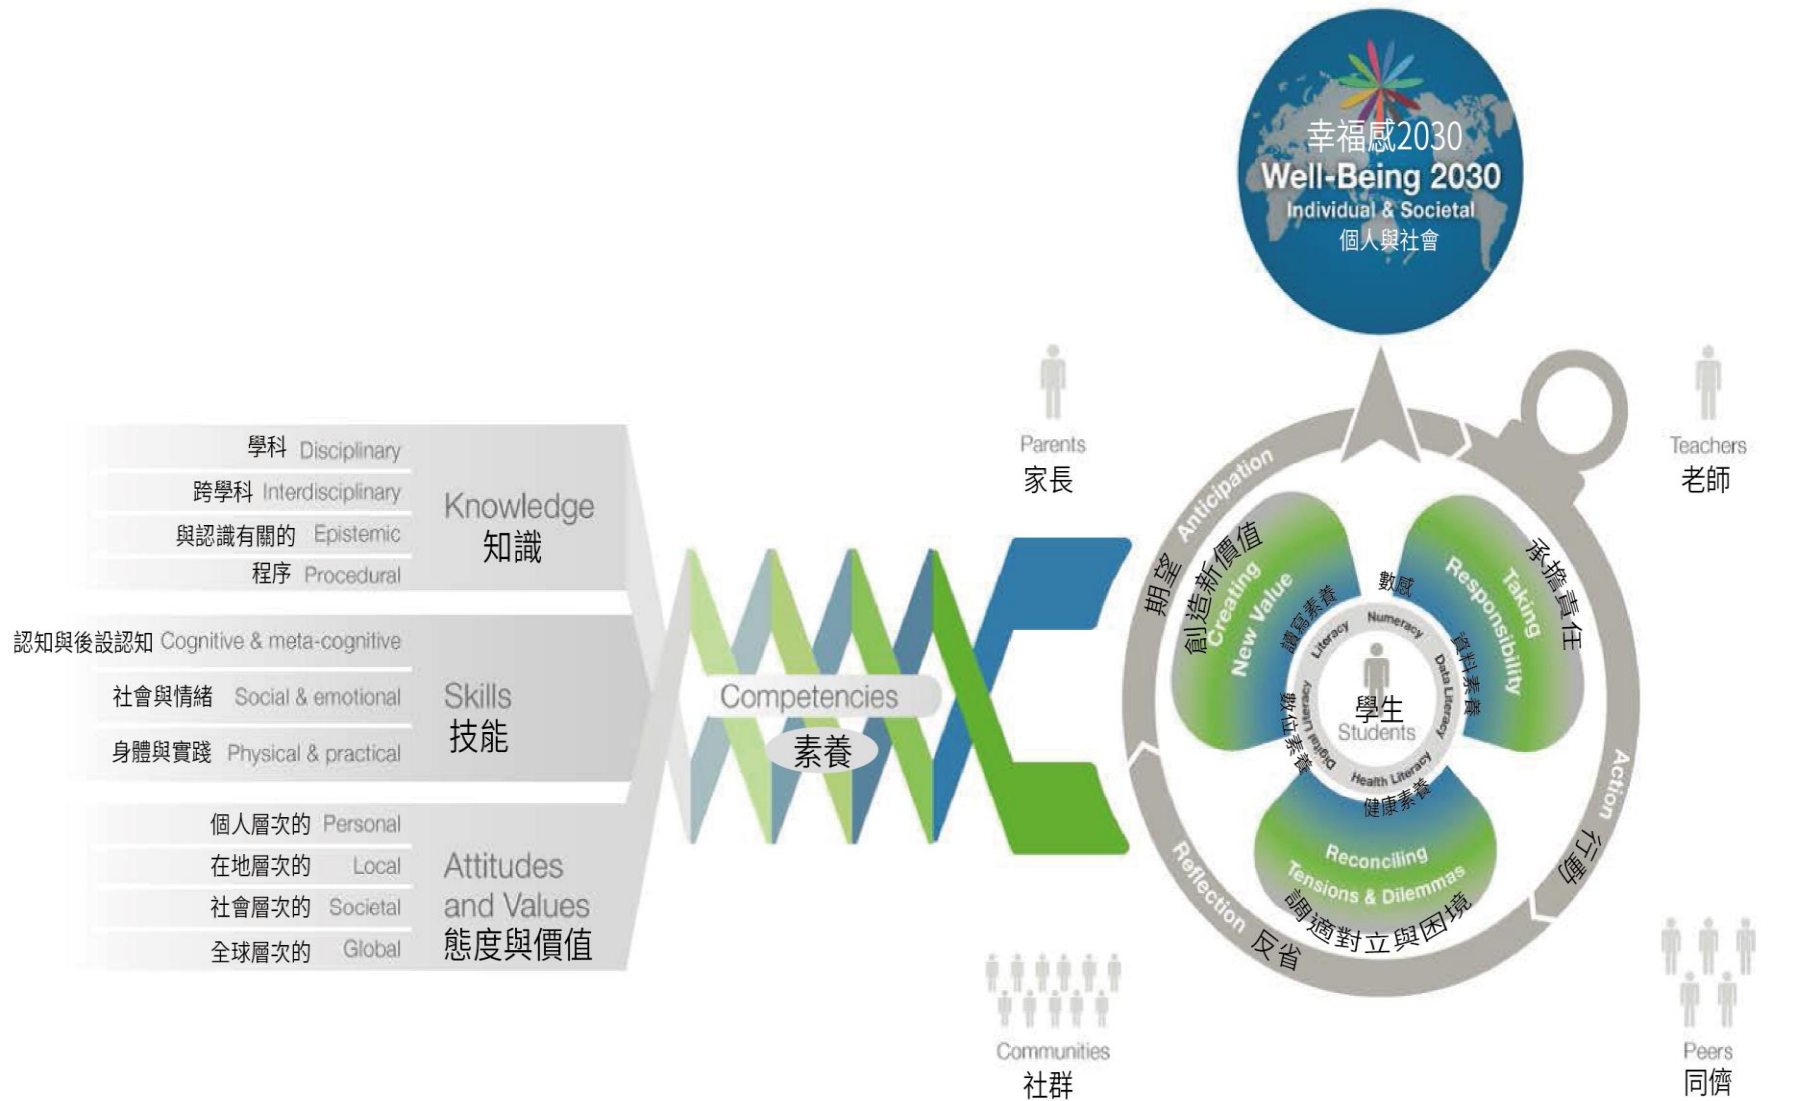 幸福感2030
Well-Being 2030
Individual & Societal
個人與社會
學科 Disciplinary
跨學科 Interdisciplinary
與認識有關的 Epistemic
程序 Procedural
Knowledge
知識
認知與後設認知 Cognitive & meta-cognitive
社會與情緒 Social & emotional
身體與實踐 Physical & practical
Skills
技能
個人層次的 Personal
在地層次的 Local
社會層次的 Societal
全球層次的 Global
Attitudes
and Values
態度與價值
Competencies
素養
Parents
家長
Teachers
老師
Communities
社群
Peers
同儕
期望 Anticipation
Action 行動
Reflection 反省
創造新價值
Creating
New Value
承擔責任
Taking
Responsibility
Reconciling
Tensions & Dilemmas
調適對立與困境
讀寫素養
Literacy
數感
Numeracy
資料素養
Data Literacy
健康素養
Health Literacy
數位素養
Digital Literacy
學生
Students